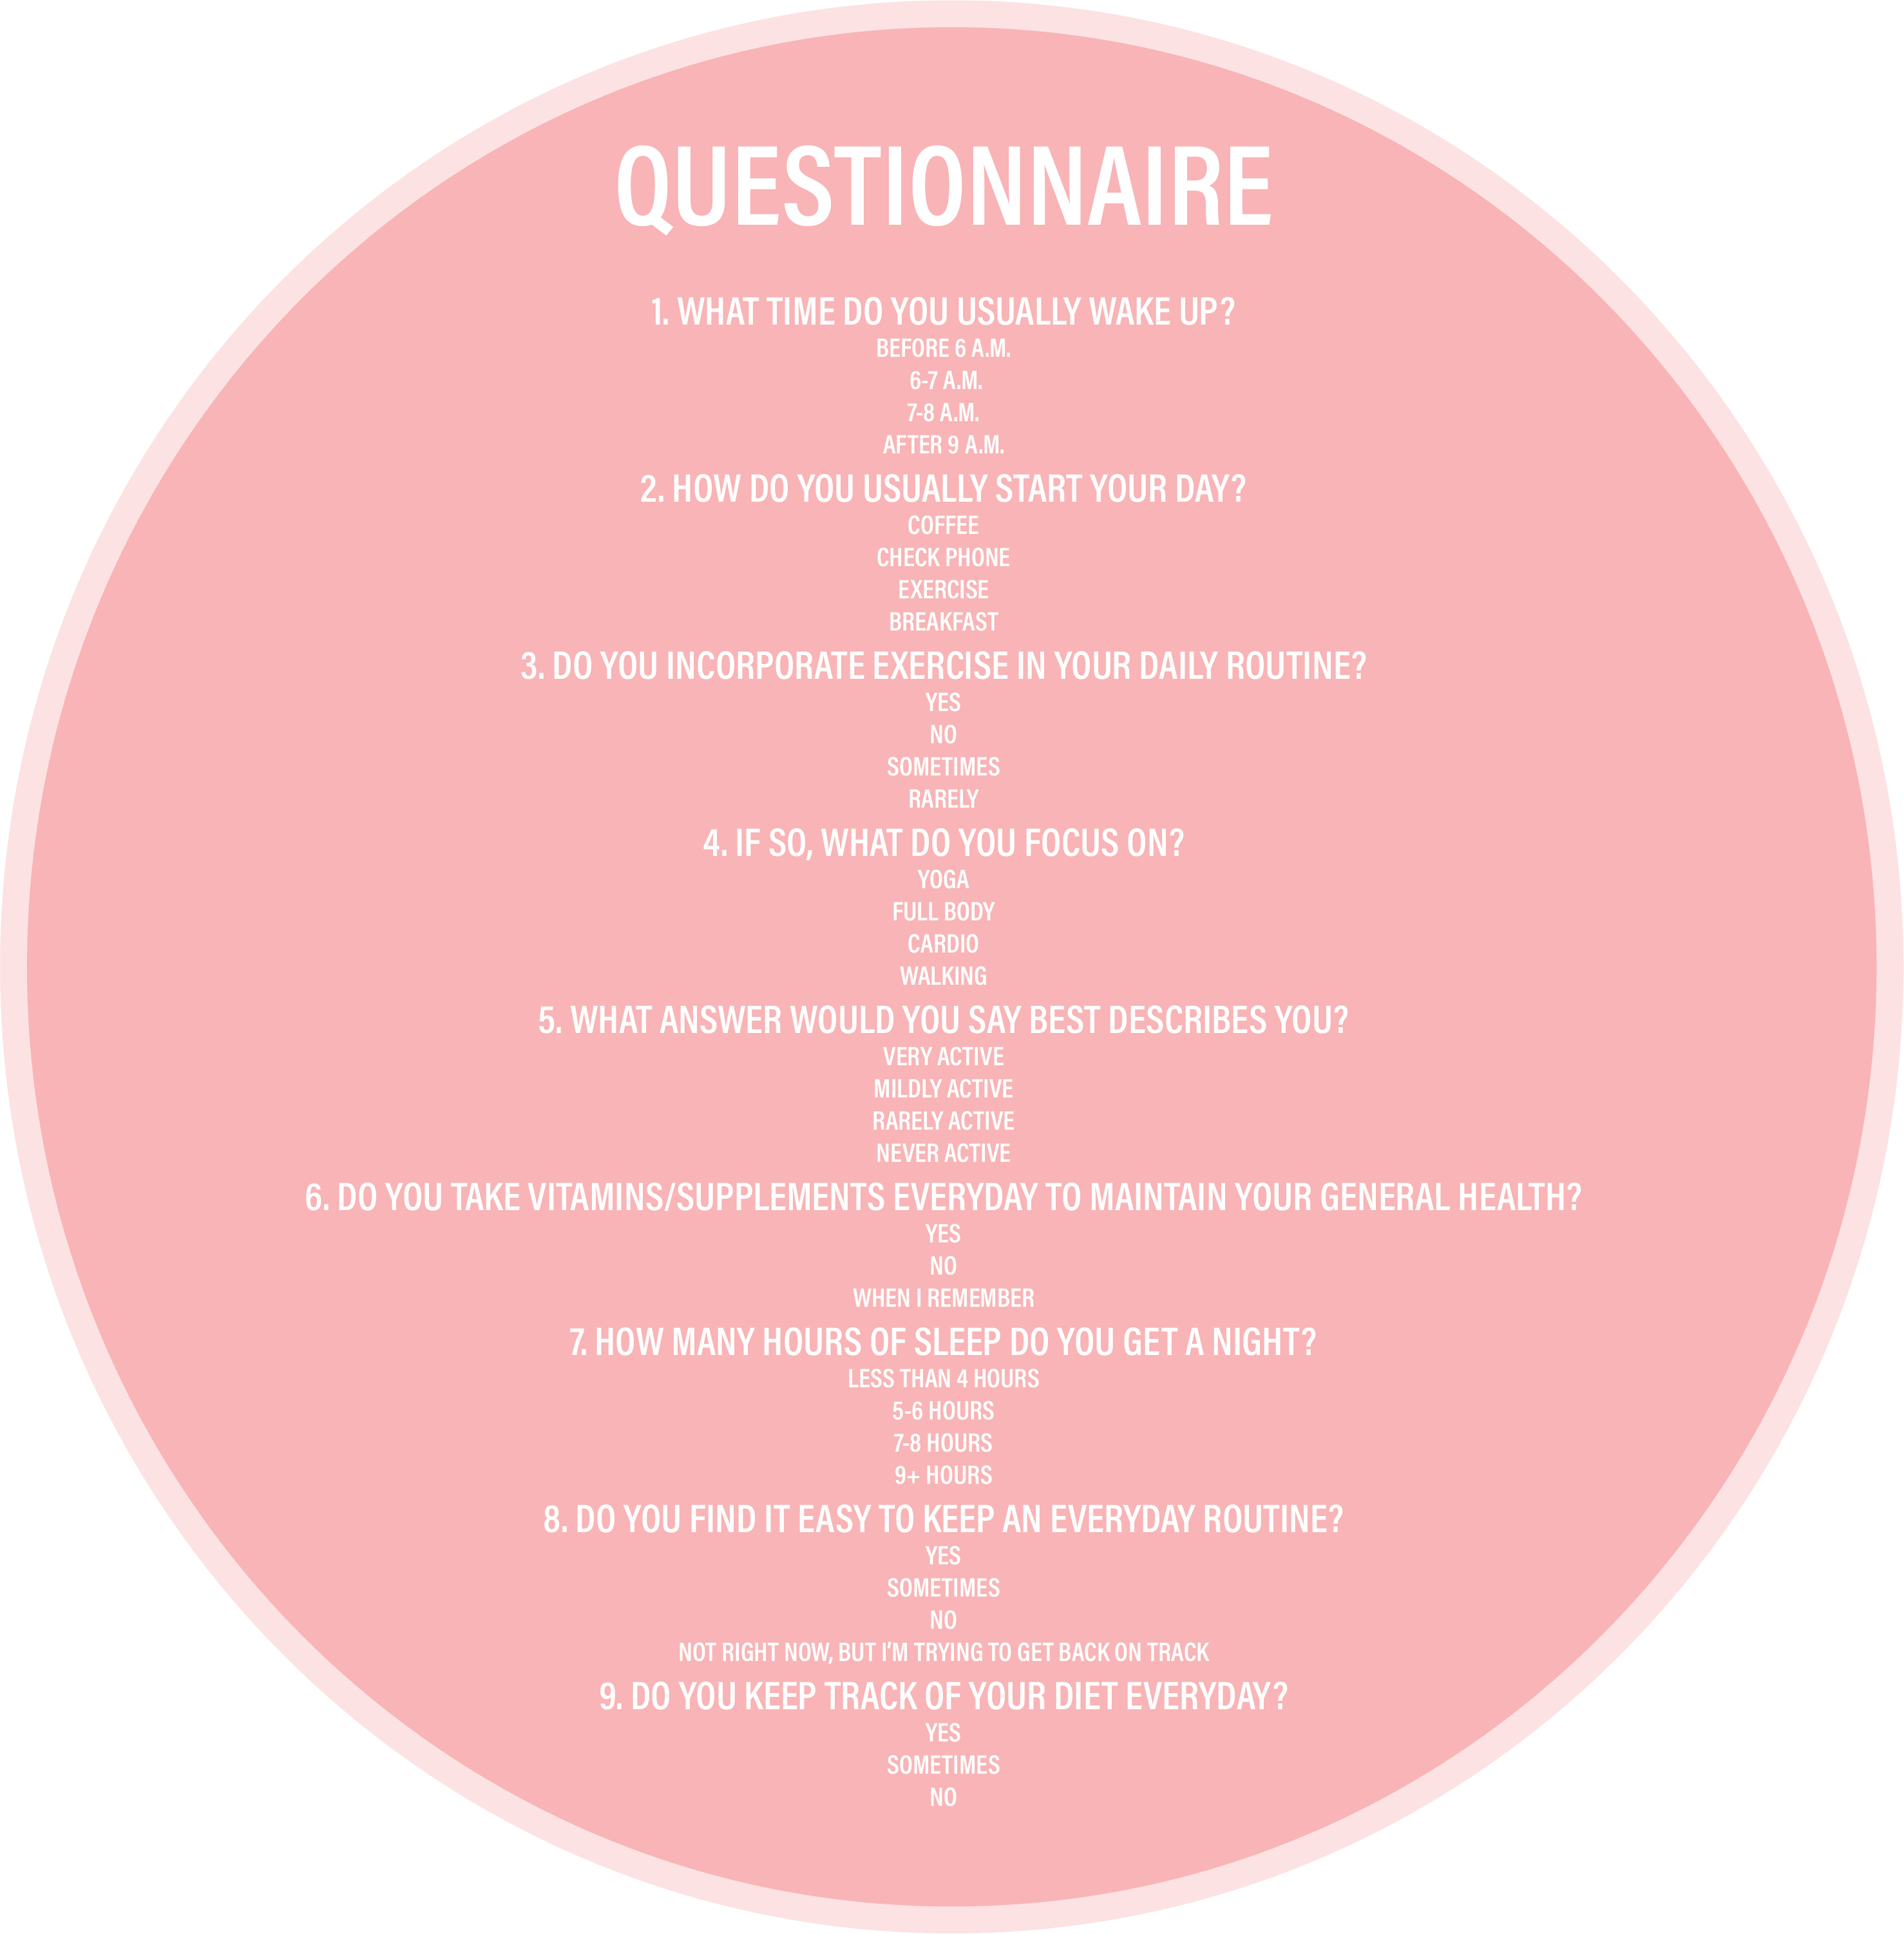 QUESTIONNAIRE
1. WHAT TIME DO YOU USUALLY WAKE UP?
BEFORE 6 A.M.
6-7 A.M.
7-8 A.M.
AFTER 9 A.M.
2. HOW DO YOU USUALLY START YOUR DAY?
COFFEE
CHECK PHONE
EXERCISE
BREAKFAST
3. DO YOU INCORPORATE EXERCISE IN YOUR DAILY ROUTINE?
YES
NO
SOMETIMES
RARELY
4. IF SO, WHAT DO YOU FOCUS ON?
YOGA
FULL BODY
CARDIO
WALKING
5. WHAT ANSWER WOULD YOU SAY BEST DESCRIBES YOU?
VERY ACTIVE
MILDLY ACTIVE
RARELY ACTIVE
NEVER ACTIVE
6. DO YOU TAKE VITAMINS/SUPPLEMENTS EVERYDAY TO MAINTAIN YOUR GENERAL HEALTH?
YES
NO
WHEN I REMEMBER
7. HOW MANY HOURS OF SLEEP DO YOU GET A NIGHT?
LESS THAN 4 HOURS
5-6 HOURS
7-8 HOURS
9+ HOURS
8. DO YOU FIND IT EASY TO KEEP AN EVERYDAY ROUTINE?
YES
SOMETIMES
NO
NOT RIGHT NOW, BUT I’M TRYING TO GET BACK ON TRACK
9. DO YOU KEEP TRACK OF YOUR DIET EVERYDAY?
YES
SOMETIMES
NO